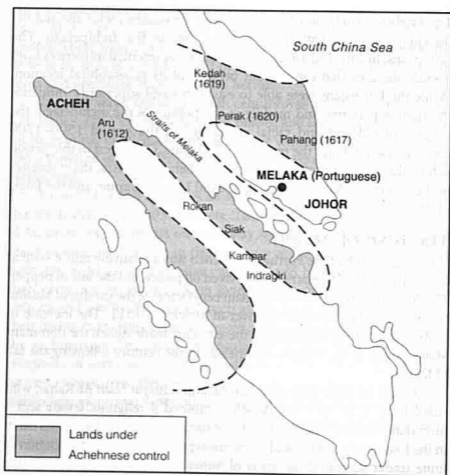 South China Sea
Kedah
(1619)
ACHEH
Aru
(1612)
Straits of Melaka
Perak (1620)
Pahang (1617)
MELAKA (Portuguese)
JOHOR
Rokan
Siak
Kampar
Indragiri
Lands under
Achehnese control